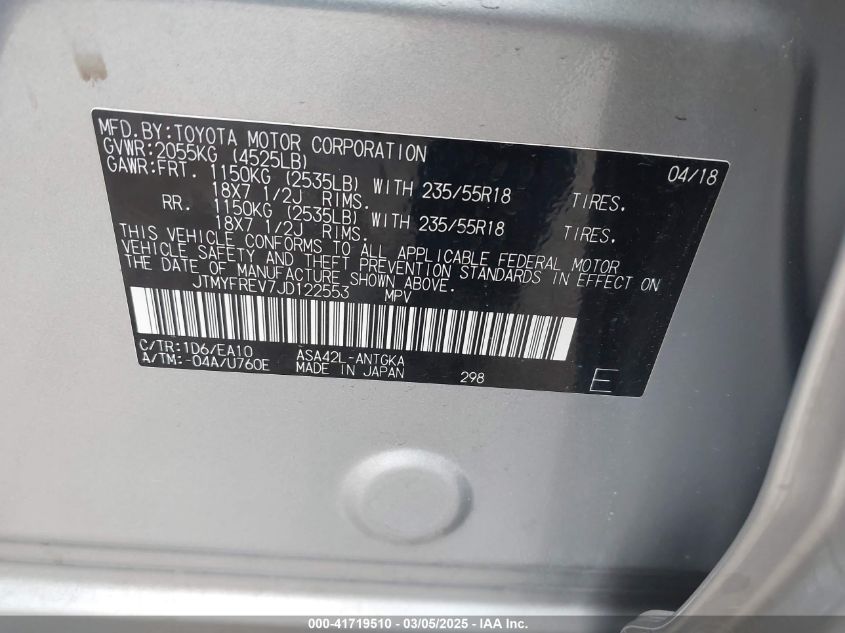 MFD.BY:TOYOTA MOTOR CORPORATION 04/18
GVWR:2055KG (4525LB)
GAWR:FRT. 1150KG (2535LB) WITH 235/55R18 TIRES.
18X7 1/2J RIMS.
RR. 1150KG (2535LB) WITH 235/55R18 TIRES.
18X7 1/2J RIMS.
THIS VEHICLE CONFORMS TO ALL APPLICABLE FEDERAL MOTOR
VEHICLE SAFETY AND THEFT PREVENTION STANDARDS IN EFFECT ON
THE DATE OF MANUFACTURE SHOWN ABOVE.
JTMYFREV7JD122553 MPV
C/TR:1D6/EA10 ASA42L-ANTGKA
A/TM:-04A/U760E MADE IN JAPAN 298 E
000-41719510 - 03/05/2025 - IAA Inc.